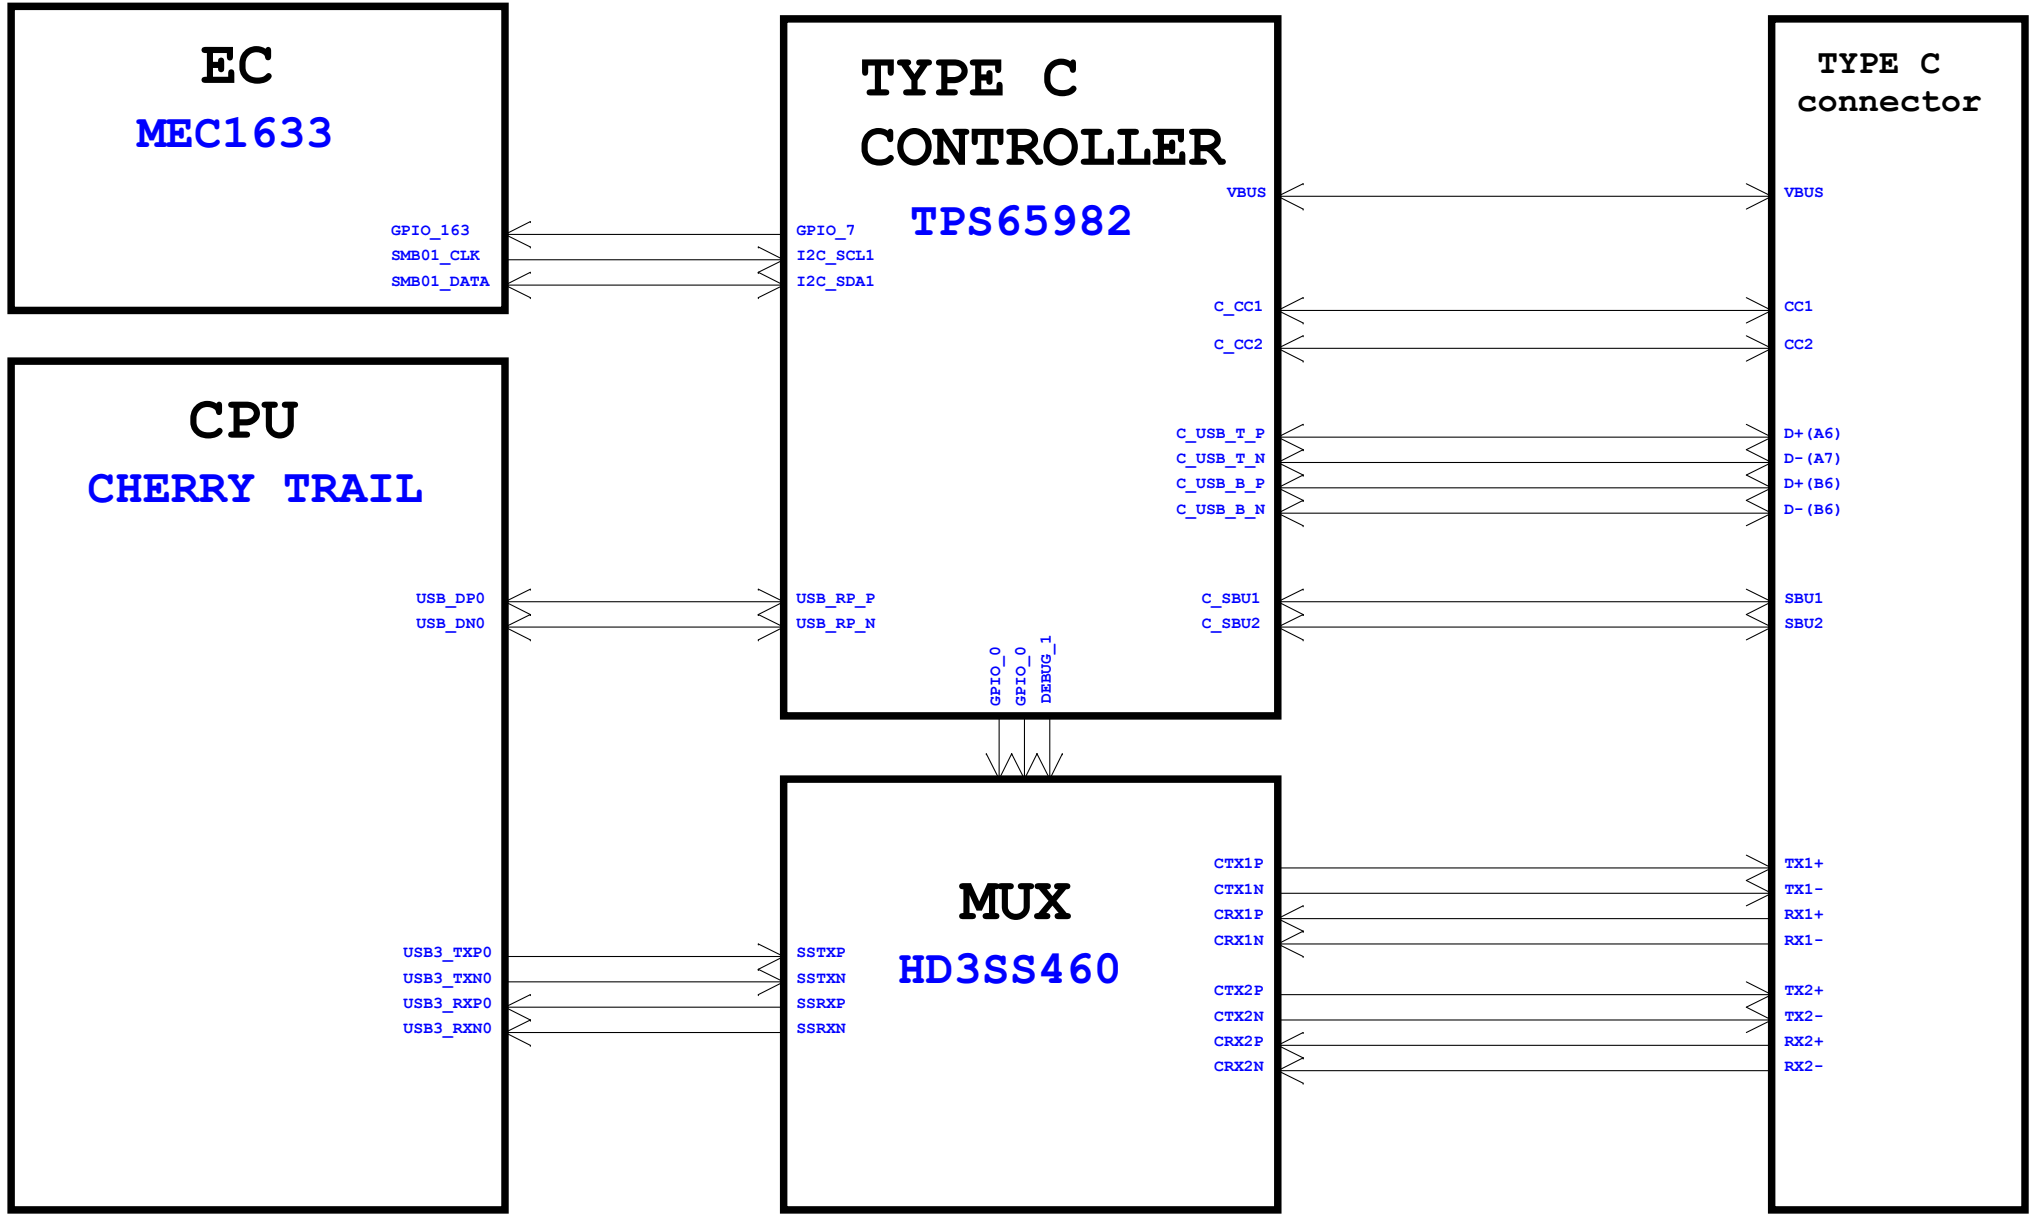 EC
MEC1633
GPIO_163
SMB01_CLK
SMB01_DATA
CPU
CHERRY TRAIL
USB_DP0
USB_DN0
USB3_TXP0
USB3_TXN0
USB3_RXP0
USB3_RXN0
TYPE C
CONTROLLER
TPS65982
GPIO_7
I2C_SCL1
I2C_SDA1
USB_RP_P
USB_RP_N
VBUS
C_CC1
C_CC2
C_USB_T_P
C_USB_T_N
C_USB_B_P
C_USB_B_N
C_SBU1
C_SBU2
GPIO_0
GPIO_0
DEBUG_1
MUX
HD3SS460
SSTXP
SSTXN
SSRXP
SSRXN
CTX1P
CTX1N
CRX1P
CRX1N
CTX2P
CTX2N
CRX2P
CRX2N
TYPE C
connector
VBUS
CC1
CC2
D+(A6)
D-(A7)
D+(B6)
D-(B6)
SBU1
SBU2
TX1+
TX1-
RX1+
RX1-
TX2+
TX2-
RX2+
RX2-